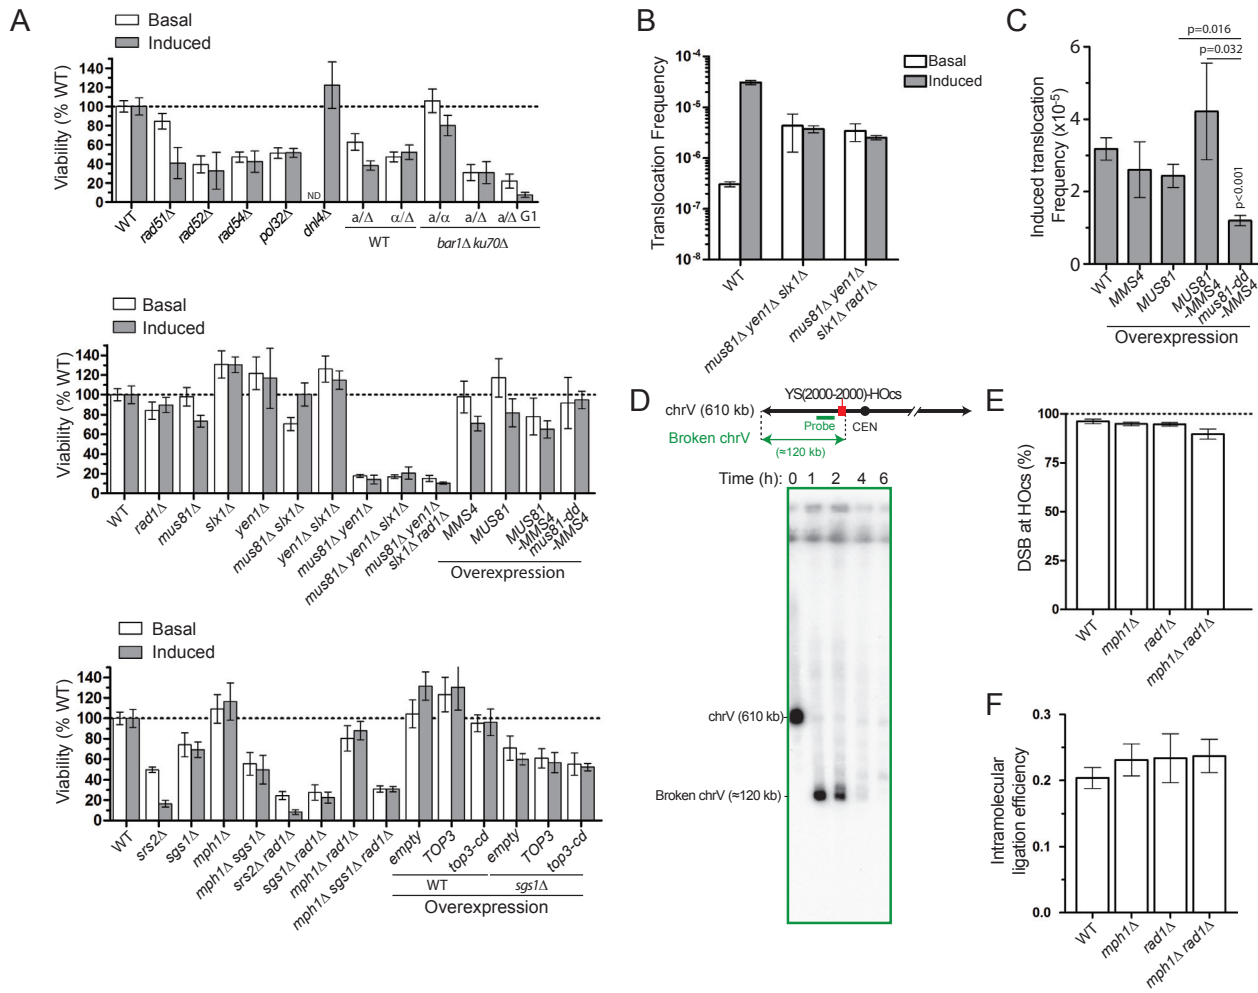 A
Basal
Induced
Viability (% WT)
140
120
100
80
60
40
20
0
ND
WT
rad51Δ
rad52Δ
rad54Δ
pol32Δ
dnl4Δ
a/Δ α/Δ a/α a/Δ a/Δ G1
WT bar1Δ ku70Δ
Basal
Induced
Viability (% WT)
140
120
100
80
60
40
20
0
WT
rad1Δ
mus81Δ
slx1Δ
yen1Δ
mus81Δ slx1Δ
yen1Δ slx1Δ
mus81Δ yen1Δ
mus81Δ yen1Δ slx1Δ
mus81Δ yen1Δ
slx1Δ rad1Δ
MMS4
MUS81
MUS81
-MMS4
mus81-dd
-MMS4
Overexpression
Basal
Induced
Viability (% WT)
140
120
100
80
60
40
20
0
WT
srs2Δ
sgs1Δ
mph1Δ
mph1Δ sgs1Δ
srs2Δ rad1Δ
sgs1Δ rad1Δ
mph1Δ rad1Δ
mph1Δ sgs1Δ rad1Δ
empty
TOP3
top3-cd
empty
TOP3
top3-cd
WT sgs1Δ
Overexpression
B
Basal
Induced
Translocation Frequency
10-4
10-5
10-6
10-7
10-8
WT
mus81Δ yen1Δ slx1Δ
mus81Δ yen1Δ
slx1Δ rad1Δ
C
p=0.016
p=0.032
p<0.001
Induced translocation
Frequency (x10-5)
6
4
2
0
WT
MMS4
MUS81
MUS81
-MMS4
mus81-dd
-MMS4
Overexpression
D
YS(2000-2000)-HOcs
chrV (610 kb)
Probe
CEN
Broken chrV
(≈120 kb)
Time (h): 0 1 2 4 6
chrV (610 kb)
Broken chrV (≈120 kb)
E
DSB at HOcs (%)
100
75
50
25
0
WT
mph1Δ
rad1Δ
mph1Δ rad1Δ
F
Intramolecular
ligation efficiency
0.3
0.2
0.1
0.0
WT
mph1Δ
rad1Δ
mph1Δ rad1Δ